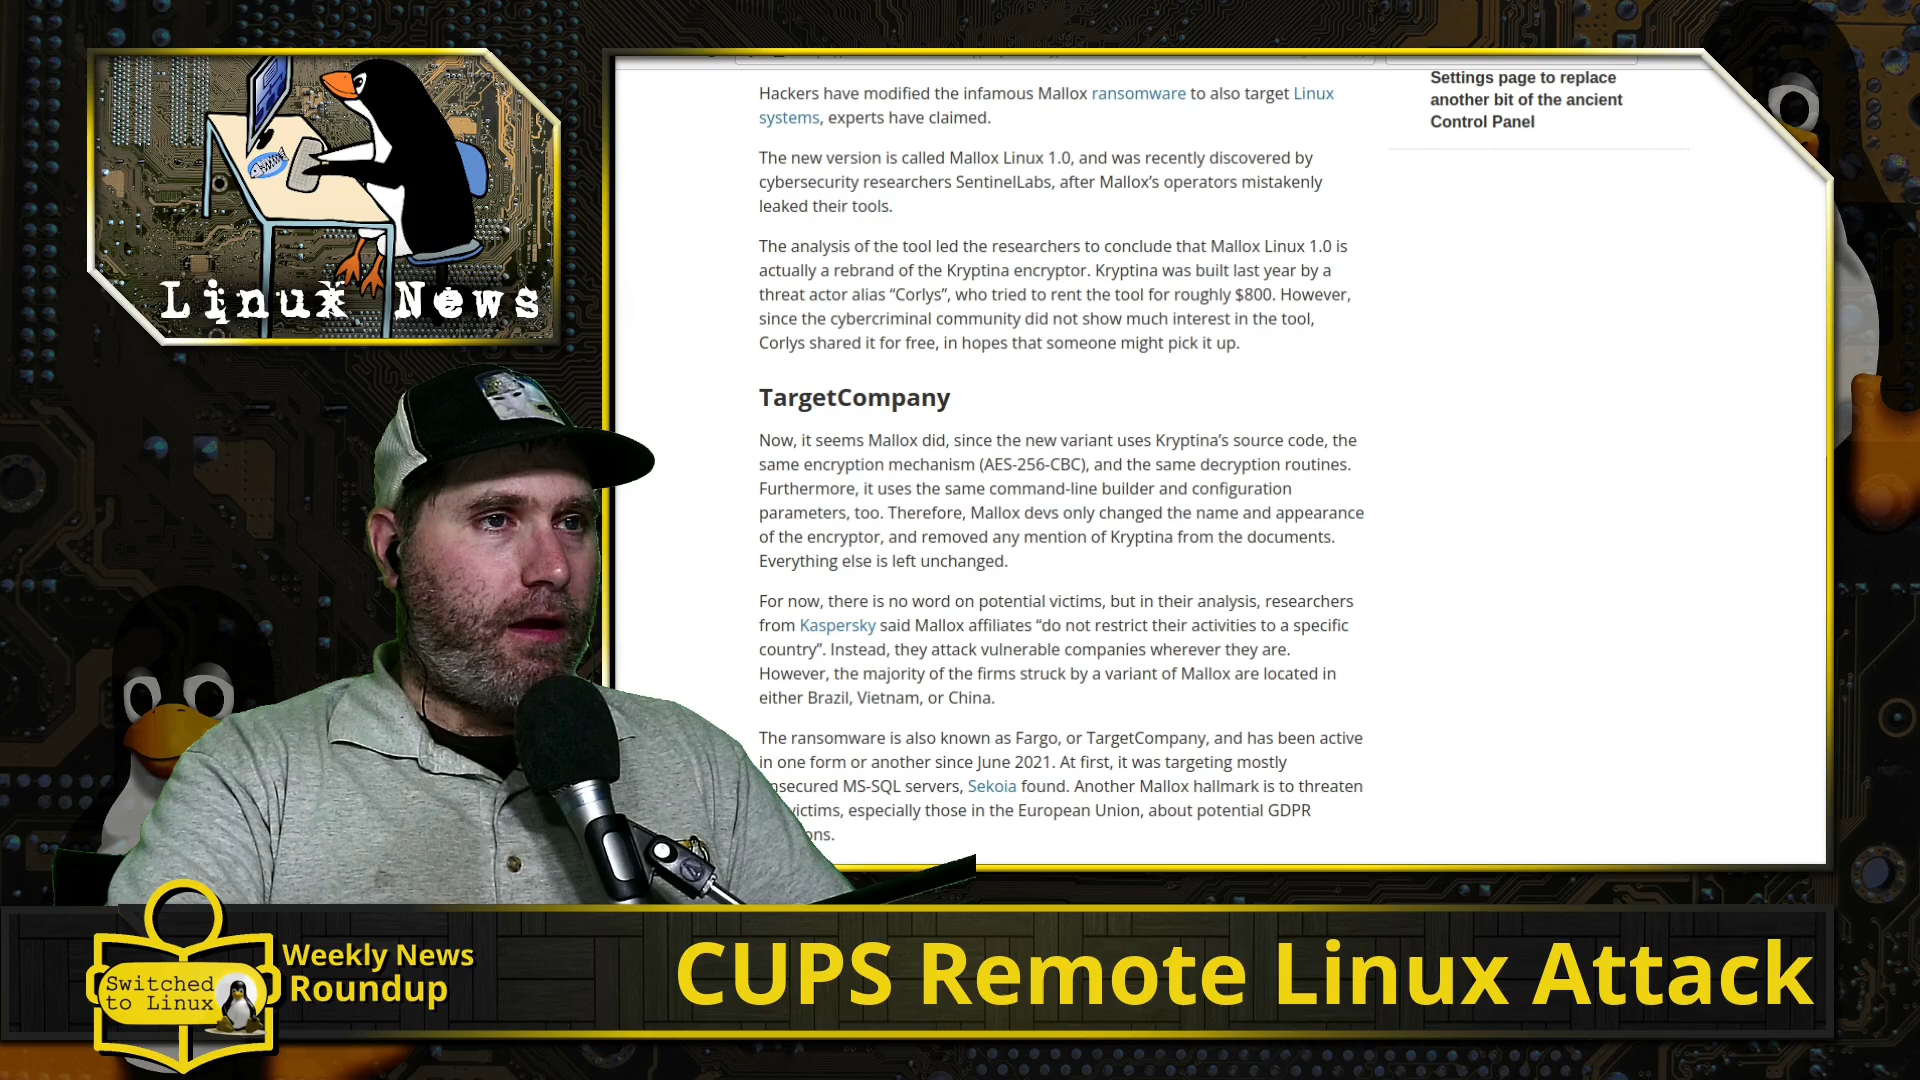 Linux News
Settings page to replace
another bit of the ancient
Control Panel
Hackers have modified the infamous Mallox ransomware to also target Linux
systems, experts have claimed.
The new version is called Mallox Linux 1.0, and was recently discovered by
cybersecurity researchers SentinelLabs, after Mallox’s operators mistakenly
leaked their tools.
The analysis of the tool led the researchers to conclude that Mallox Linux 1.0 is
actually a rebrand of the Kryptina encryptor. Kryptina was built last year by a
threat actor alias “Corlys”, who tried to rent the tool for roughly $800. However,
since the cybercriminal community did not show much interest in the tool,
Corlys shared it for free, in hopes that someone might pick it up.
TargetCompany
Now, it seems Mallox did, since the new variant uses Kryptina’s source code, the
same encryption mechanism (AES-256-CBC), and the same decryption routines.
Furthermore, it uses the same command-line builder and configuration
parameters, too. Therefore, Mallox devs only changed the name and appearance
of the encryptor, and removed any mention of Kryptina from the documents.
Everything else is left unchanged.
For now, there is no word on potential victims, but in their analysis, researchers
from Kaspersky said Mallox affiliates “do not restrict their activities to a specific
country”. Instead, they attack vulnerable companies wherever they are.
However, the majority of the firms struck by a variant of Mallox are located in
either Brazil, Vietnam, or China.
The ransomware is also known as Fargo, or TargetCompany, and has been active
in one form or another since June 2021. At first, it was targeting mostly
MS-SQL servers, Sekoia found. Another Mallox hallmark is to threaten
victims, especially those in the European Union, about potential GDPR
Switched
to Linux
Weekly News
Roundup
CUPS Remote Linux Attack